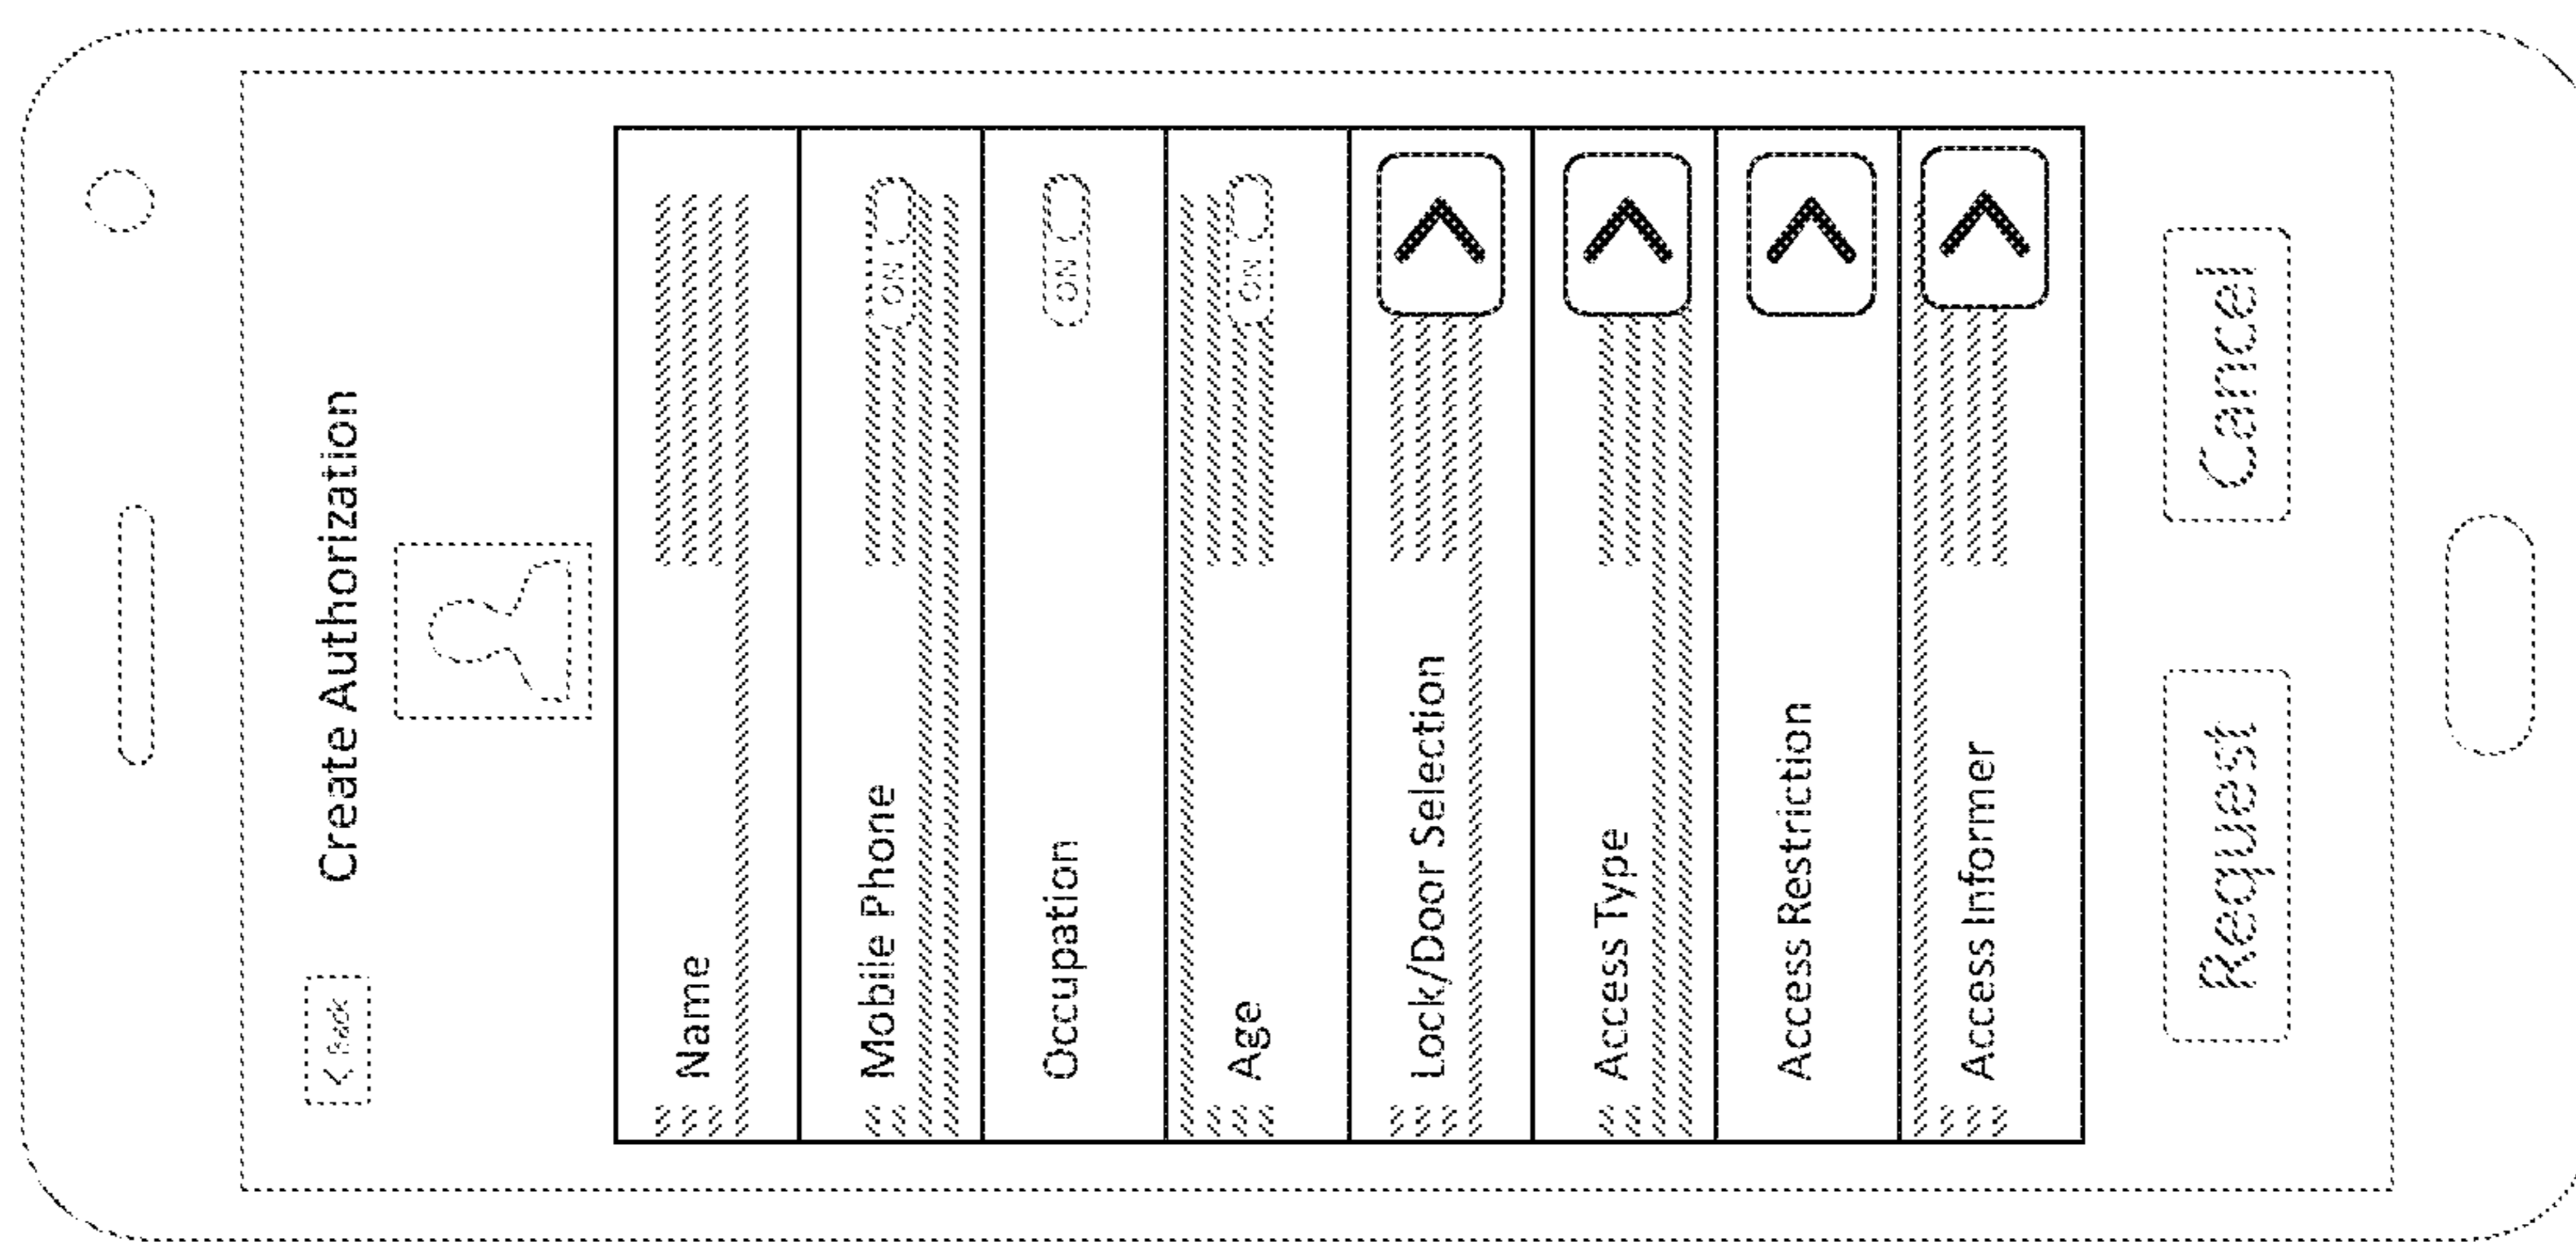 < Back
Create Authorization
Name
Mobile Phone ON
Occupation ON
Age ON
Lock/Door Selection
Access Type
Access Restriction
Access Informer
Request Cancel